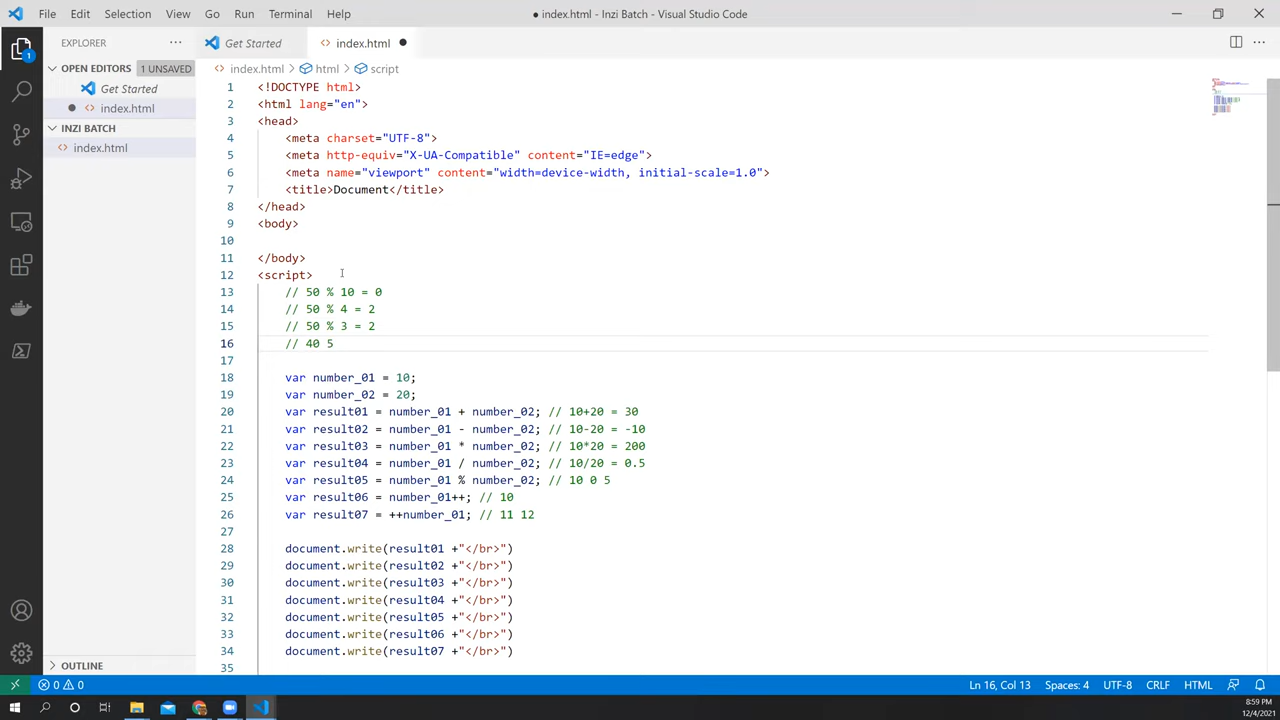 File Edit Selection View Go Run Terminal Help
● index.html - Inzi Batch - Visual Studio Code
EXPLORER ···
Get Started
<> index.html ●
OPEN EDITORS 1 UNSAVED
Get Started
● <> index.html
INZI BATCH
<> index.html
<> index.html > html > script
1 <!DOCTYPE html>
2 <html lang="en">
3 <head>
4 <meta charset="UTF-8">
5 <meta http-equiv="X-UA-Compatible" content="IE=edge">
6 <meta name="viewport" content="width=device-width, initial-scale=1.0">
7 <title>Document</title>
8 </head>
9 <body>
10
11 </body>
12 <script>
13 // 50 % 10 = 0
14 // 50 % 4 = 2
15 // 50 % 3 = 2
16 // 40 5
17
18 var number_01 = 10;
19 var number_02 = 20;
20 var result01 = number_01 + number_02; // 10+20 = 30
21 var result02 = number_01 - number_02; // 10-20 = -10
22 var result03 = number_01 * number_02; // 10*20 = 200
23 var result04 = number_01 / number_02; // 10/20 = 0.5
24 var result05 = number_01 % number_02; // 10 0 5
25 var result06 = number_01++; // 10
26 var result07 = ++number_01; // 11 12
27
28 document.write(result01 +"</br>")
29 document.write(result02 +"</br>")
30 document.write(result03 +"</br>")
31 document.write(result04 +"</br>")
32 document.write(result05 +"</br>")
33 document.write(result06 +"</br>")
34 document.write(result07 +"</br>")
35
OUTLINE
1
0 0
Ln 16, Col 13 Spaces: 4 UTF-8 CRLF HTML
8:59 PM
12/4/2021